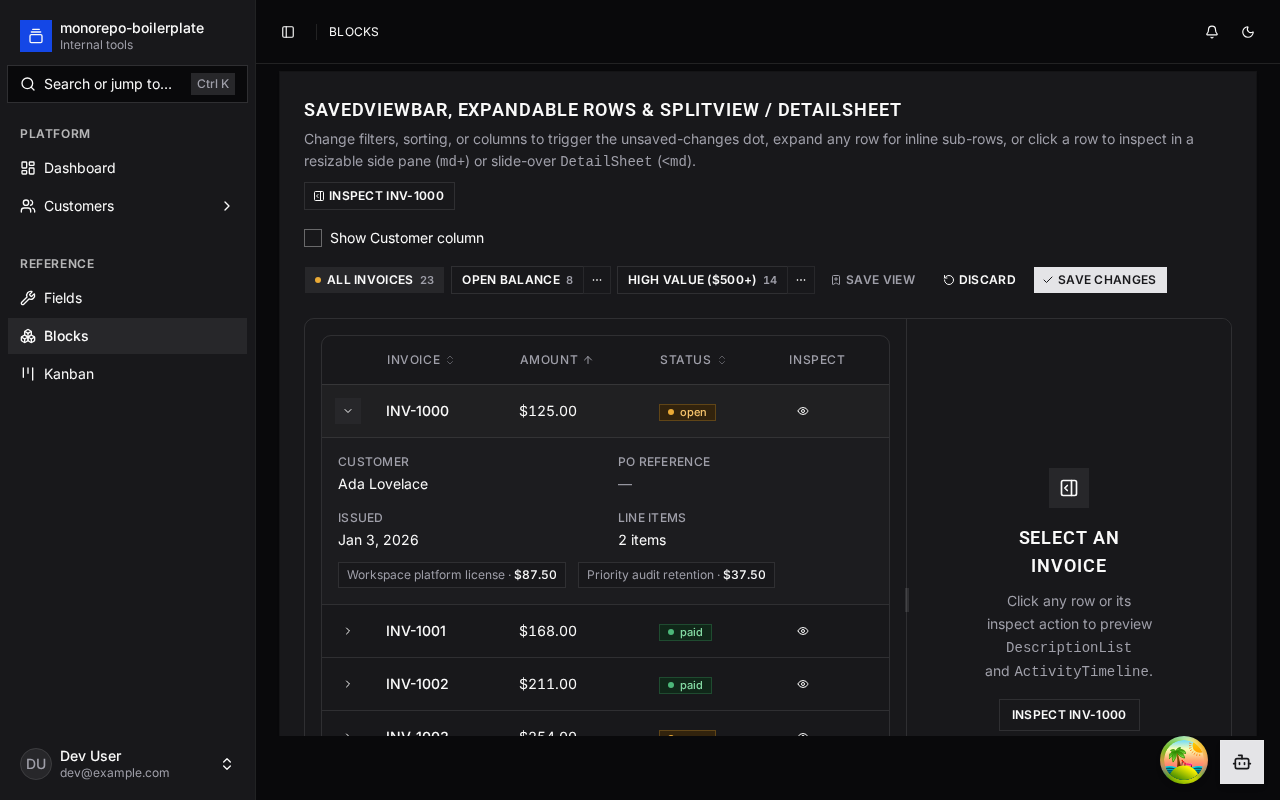 monorepo-boilerplate
Internal tools
Search or jump to...
Ctrl K
PLATFORM
Dashboard
Customers
REFERENCE
Fields
Blocks
Kanban
DU
Dev User
dev@example.com
BLOCKS
SAVEDVIEWBAR, EXPANDABLE ROWS & SPLITVIEW / DETAILSHEET
Change filters, sorting, or columns to trigger the unsaved-changes dot, expand any row for inline sub-rows, or click a row to inspect in a
resizable side pane (md+) or slide-over DetailSheet (<md).
INSPECT INV-1000
Show Customer column
ALL INVOICES 23
OPEN BALANCE 8 ...
HIGH VALUE ($500+) 14 ...
SAVE VIEW
DISCARD
SAVE CHANGES
INVOICE AMOUNT STATUS INSPECT
INV-1000 $125.00 open
CUSTOMER PO REFERENCE
Ada Lovelace —
ISSUED LINE ITEMS
Jan 3, 2026 2 items
Workspace platform license · $87.50 Priority audit retention · $37.50
INV-1001 $168.00 paid
INV-1002 $211.00 paid
INV-1003 $254.00
SELECT AN
INVOICE
Click any row or its
inspect action to preview
DescriptionList
and ActivityTimeline.
INSPECT INV-1000